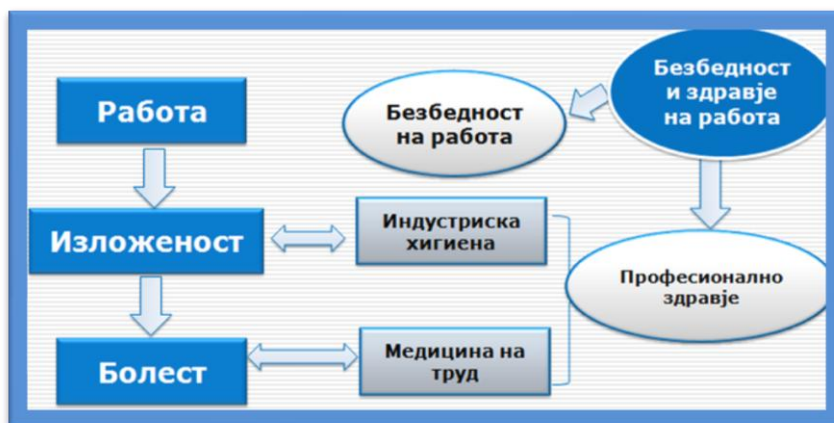 Работа
Изложеност
Болест
Безбедност
на работа
Индустриска
хигиена
Медицина на
труд
Безбедност
и здравје
на работа
Професионално
здравје